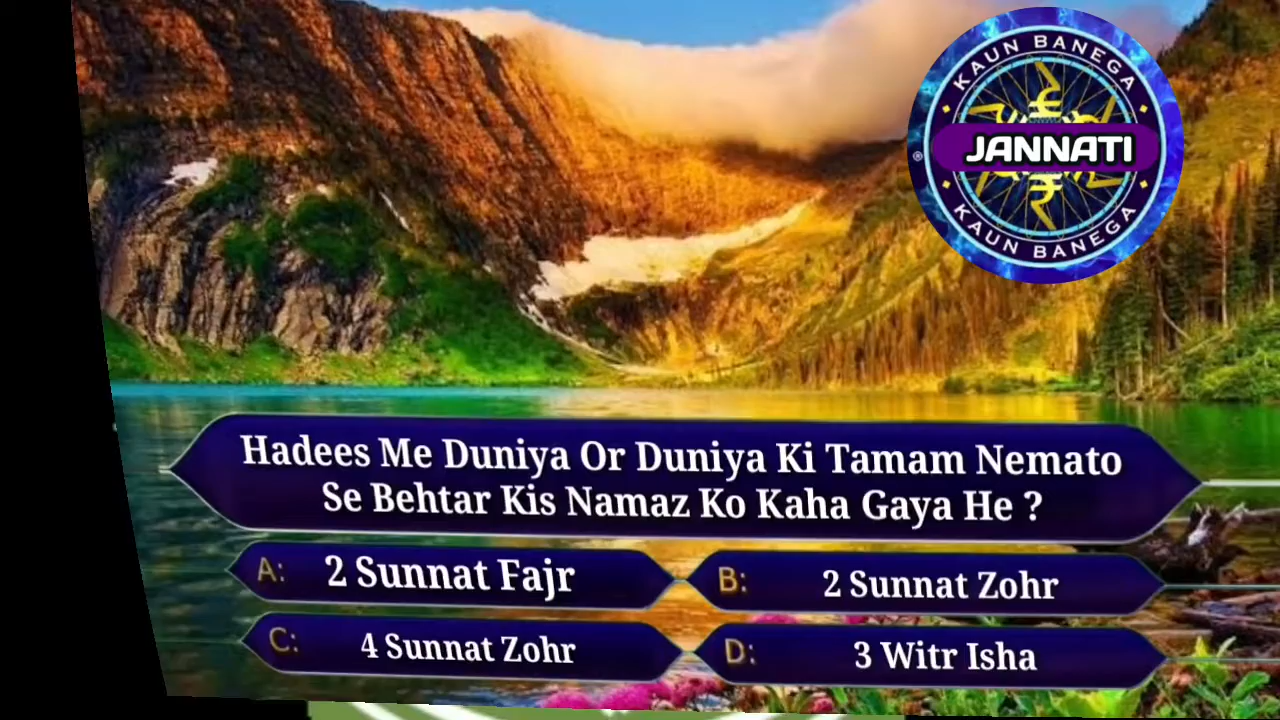 KAUN BANEGA
JANNATI
KAUN BANEGA
®
Hadees Me Duniya Or Duniya Ki Tamam Nemato
Se Behtar Kis Namaz Ko Kaha Gaya He ?
A: 2 Sunnat Fajr
B: 2 Sunnat Zohr
C: 4 Sunnat Zohr
D: 3 Witr Isha